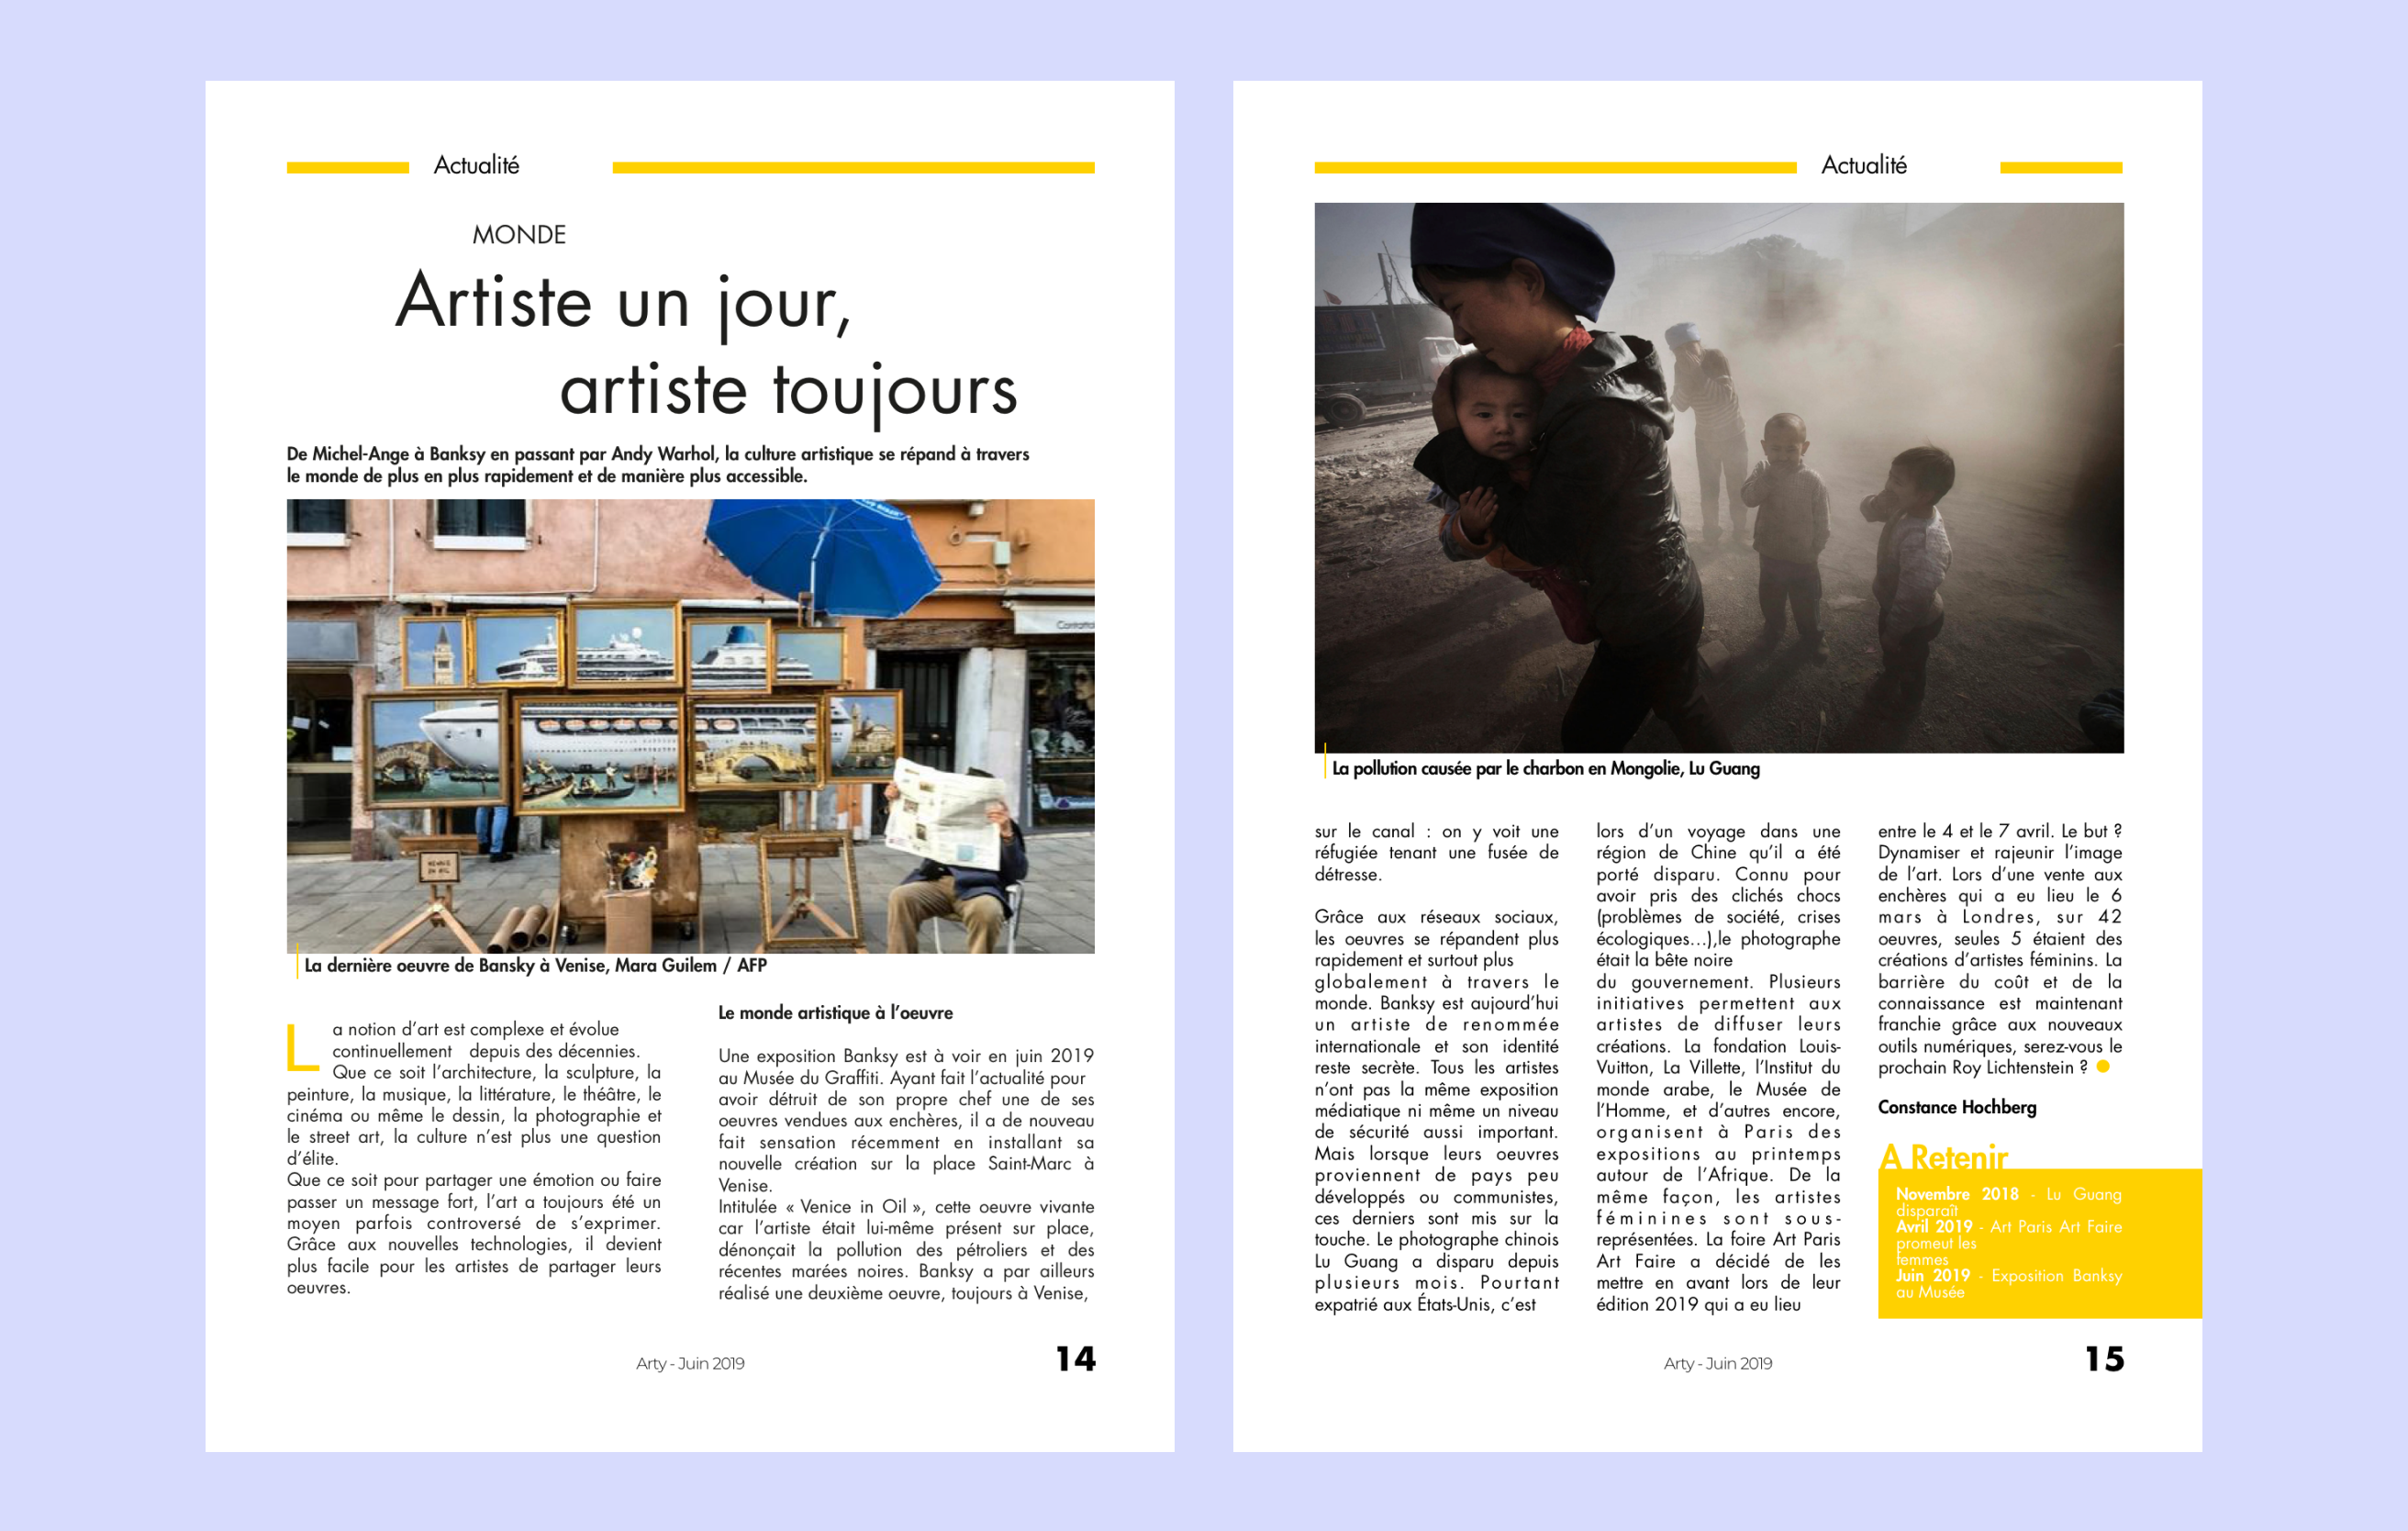 Actualité
MONDE
Artiste un jour,
artiste toujours
De Michel-Ange à Banksy en passant par Andy Warhol, la culture artistique se répand à travers
le monde de plus en plus rapidement et de manière plus accessible.
La dernière oeuvre de Bansky à Venise, Mara Guilem / AFP
La notion d’art est complexe et évolue
continuellement depuis des décennies.
Que ce soit l’architecture, la sculpture, la
peinture, la musique, la littérature, le théâtre, le
cinéma ou même le dessin, la photographie et
le street art, la culture n’est plus une question
d’élite.
Que ce soit pour partager une émotion ou faire
passer un message fort, l’art a toujours été un
moyen parfois controversé de s’exprimer.
Grâce aux nouvelles technologies, il devient
plus facile pour les artistes de partager leurs
oeuvres.
Le monde artistique à l’oeuvre
Une exposition Banksy est à voir en juin 2019
au Musée du Graffiti. Ayant fait l’actualité pour
avoir détruit de son propre chef une de ses
oeuvres vendues aux enchères, il a de nouveau
fait sensation récemment en installant sa
nouvelle création sur la place Saint-Marc à
Venise.
Intitulée « Venice in Oil », cette oeuvre vivante
car l’artiste était lui-même présent sur place,
dénonçait la pollution des pétroliers et des
récentes marées noires. Banksy a par ailleurs
réalisé une deuxième oeuvre, toujours à Venise,
Arty - Juin 2019
14
Actualité
La pollution causée par le charbon en Mongolie, Lu Guang
sur le canal : on y voit une
réfugiée tenant une fusée de
détresse.
Grâce aux réseaux sociaux,
les oeuvres se répandent plus
rapidement et surtout plus
globalement à travers le
monde. Banksy est aujourd’hui
un artiste de renommée
internationale et son identité
reste secrète. Tous les artistes
n’ont pas la même exposition
médiatique ni même un niveau
de sécurité aussi important.
Mais lorsque leurs oeuvres
proviennent de pays peu
développés ou communistes,
ces derniers sont mis sur la
touche. Le photographe chinois
Lu Guang a disparu depuis
plusieurs mois. Pourtant
expatrié aux États-Unis, c’est
lors d’un voyage dans une
région de Chine qu’il a été
porté disparu. Connu pour
avoir pris des clichés chocs
(problèmes de société, crises
écologiques...),le photographe
était la bête noire
du gouvernement. Plusieurs
initiatives permettent aux
artistes de diffuser leurs
créations. La fondation Louis-
Vuitton, La Villette, l’Institut du
monde arabe, le Musée de
l’Homme, et d’autres encore,
organisent à Paris des
expositions au printemps
autour de l’Afrique. De la
même façon, les artistes
féminines sont sous-
représentées. La foire Art Paris
Art Faire a décidé de les
mettre en avant lors de leur
édition 2019 qui a eu lieu
entre le 4 et le 7 avril. Le but ?
Dynamiser et rajeunir l’image
de l’art. Lors d’une vente aux
enchères qui a eu lieu le 6
mars à Londres, sur 42
oeuvres, seules 5 étaient des
créations d’artistes féminins. La
barrière du coût et de la
connaissance est maintenant
franchie grâce aux nouveaux
outils numériques, serez-vous le
prochain Roy Lichtenstein ?
Constance Hochberg
A Retenir
Novembre 2018 - Lu Guang
disparaît
Avril 2019 - Art Paris Art Faire
promeut les
femmes
Juin 2019 - Exposition Banksy
au Musée
Arty - Juin 2019
15